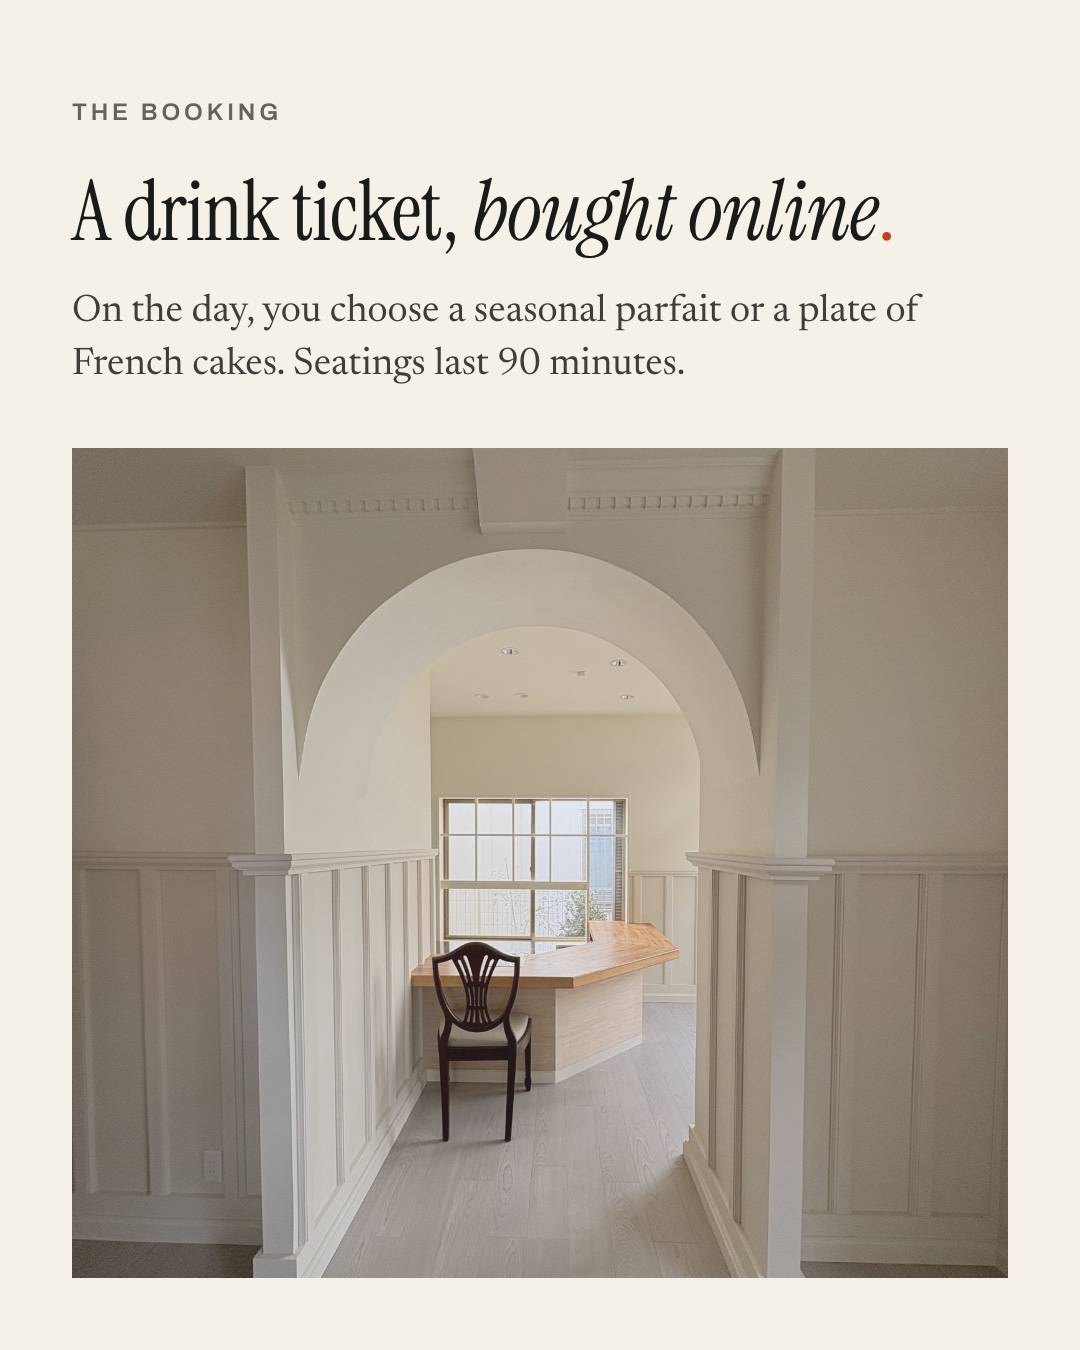 THE BOOKING
A drink ticket, bought online.
On the day, you choose a seasonal parfait or a plate of
French cakes. Seatings last 90 minutes.